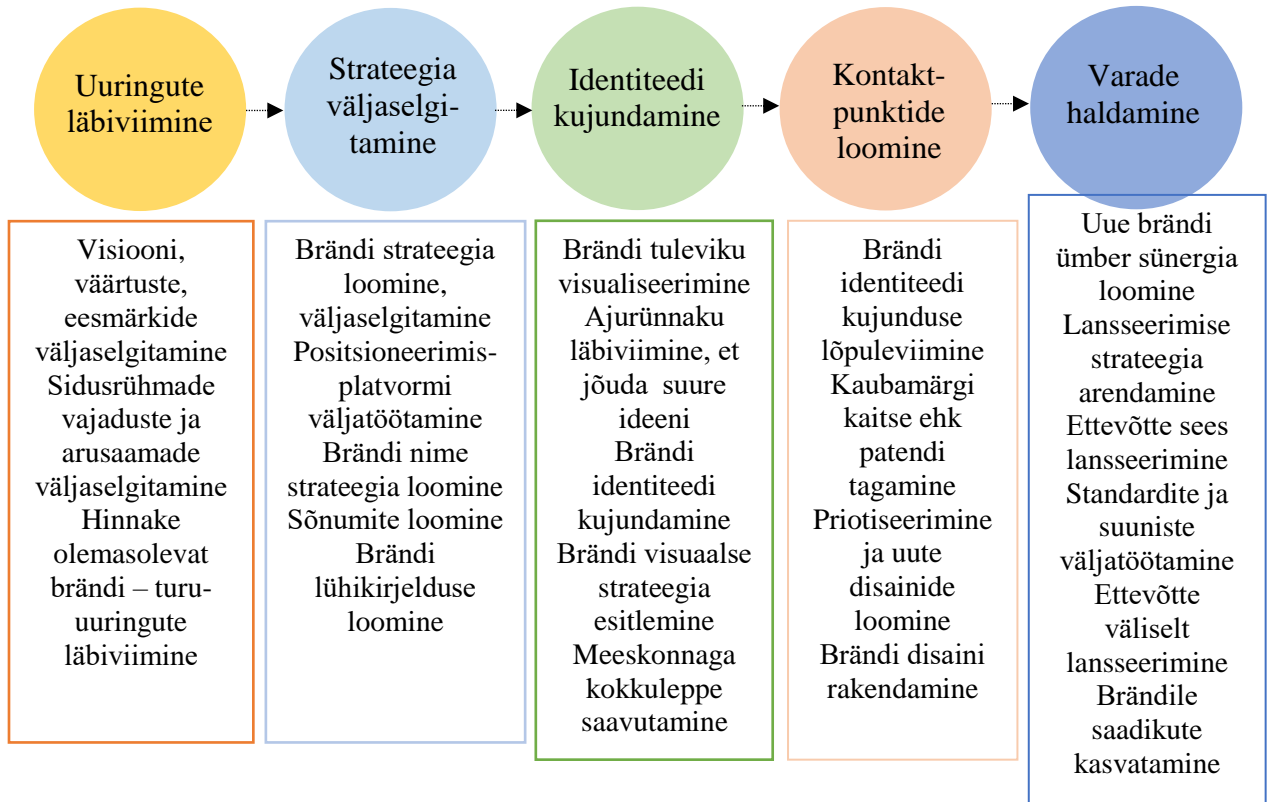 Uuringute
läbiviimine
Strateegia
väljaselgi-
tamine
Identiteedi
kujundamine
Kontakt-
punktide
loomine
Varade
haldamine
Visiooni,
väärtuste,
eesmärkide
väljaselgitamine
Sidusrühmade
vajaduste ja
arusaamade
väljaselgitamine
Hinnake
olemasolevat
brändi – turu-
uuringute
läbiviimine
Brändi strateegia
loomine,
väljaselgitamine
Positsioneerimis-
platvormi
väljatöötamine
Brändi nime
strateegia loomine
Sõnumite loomine
Brändi
lühikirjelduse
loomine
Brändi tuleviku
visualiseerimine
Ajurünnaku
läbiviimine, et
jõuda suure
ideeni
Brändi
identiteedi
kujundamine
Brändi visuaalse
strateegia
esitlemine
Meeskonnaga
kokkuleppe
saavutamine
Brändi
identiteedi
kujunduse
lõpuleviimine
Kaubamärgi
kaitse ehk
patendi
tagamine
Priotiseerimine
ja uute
disainide
loomine
Brändi disaini
rakendamine
Uue brändi
ümber sünergia
loomine
Lansseerimise
strateegia
arendamine
Ettevõtte sees
lansseerimine
Standardite ja
suuniste
väljatöötamine
Ettevõtte
väliselt
lansseerimine
Brändile
saadikute
kasvatamine